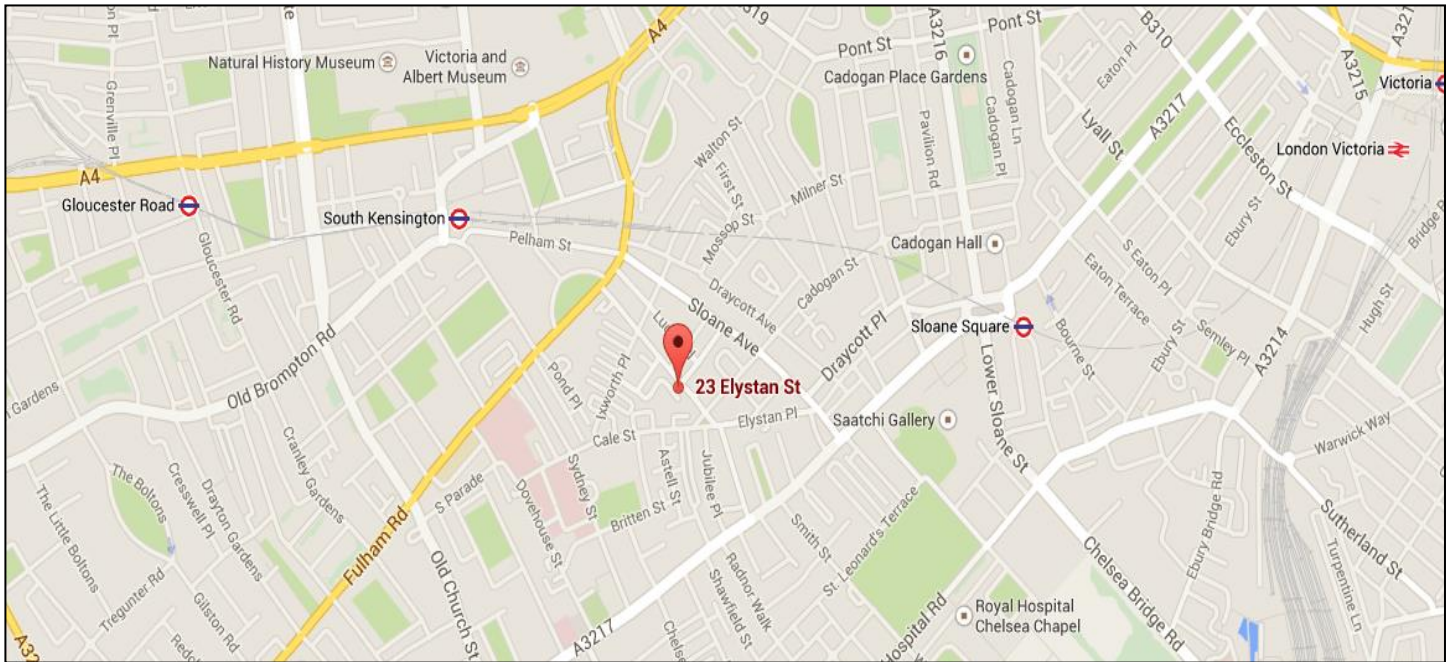 A4
319
A3216
Pont St
Pont St
B310
A3217
A3215
Natural History Museum
Victoria and
Albert Museum
Cadogan Place Gardens
Cadogan Ln
Eaton Pl
Victoria
Grenville Pl
Walton St
Pavilion Rd
Cadogan Pl
Lyall St
A3217
Eccleston St
London Victoria
A4
First St
Milner St
Gloucester Road
South Kensington
Mossop St
Ebury St
Pelham St
Cadogan Hall
S Eaton Pl
Gloucester Rd
Cadogan St
Eaton Terrace
Draycott Ave
Sloane Ave
Hugh St
Sloane Square
Draycott Pl
Bourne St
Ebury St
Semley Pl
A3214
Old Brompton Rd
Pond Pl
Ixworth Pl
23 Elystan St
Lower Sloane St
Gardens
Elystan Pl
Saatchi Gallery
Cale St
Warwick Way
Cranley Gardens
The Boltons
Cresswell Pl
Drayton Gardens
The Little Boltons
S Parade
Sydney St
Astell St
Jubilee Pl
Dovehouse St
Britten St
Smith St
St. Leonard's Terrace
Ebury Bridge Rd
Sutherland St
Fulham Rd
Old Church St
Chelsea Bridge Rd
Turpentine Ln
Tregunter Rd
Gilston Rd
Radnor Walk
Shawfield St
Royal Hospital
Chelsea Chapel
A3217
Hospital Rd